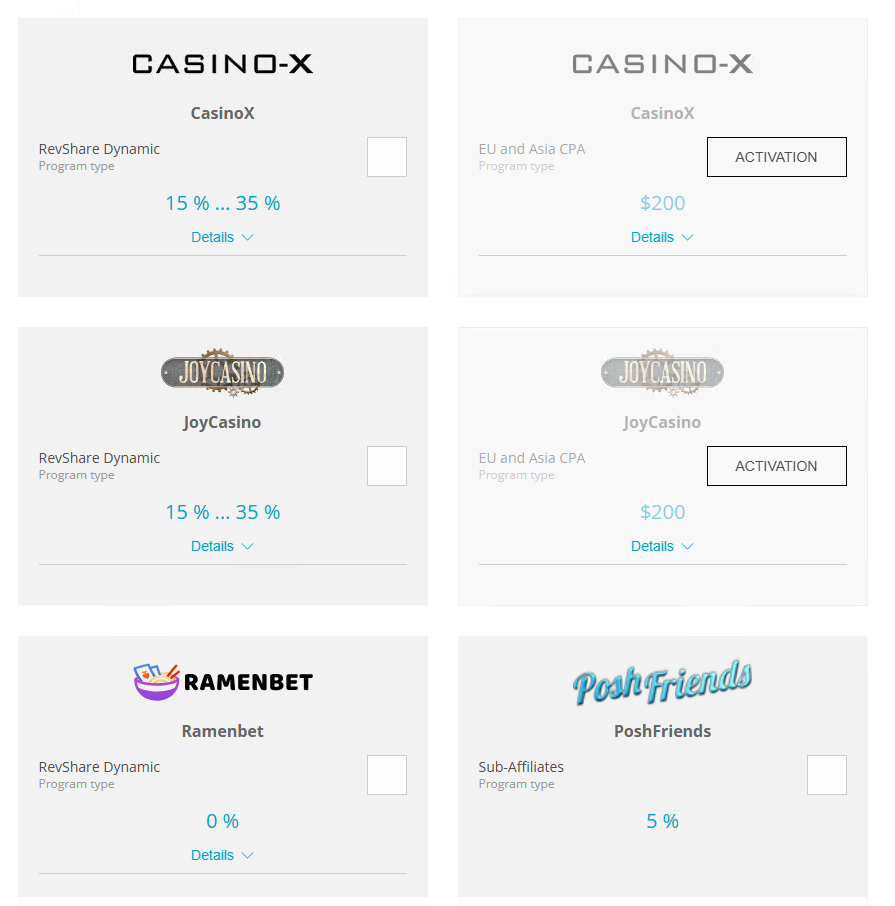 CASINO-X
CasinoX
RevShare Dynamic
Program type
15 % ... 35 %
Details
CASINO-X
CasinoX
EU and Asia CPA
Program type
ACTIVATION
$200
Details
JOYCASINO
JoyCasino
RevShare Dynamic
Program type
15 % ... 35 %
Details
JOYCASINO
JoyCasino
EU and Asia CPA
Program type
ACTIVATION
$200
Details
RAMENBET
Ramenbet
RevShare Dynamic
Program type
0 %
Details
PoshFriends
PoshFriends
Sub-Affiliates
Program type
5 %